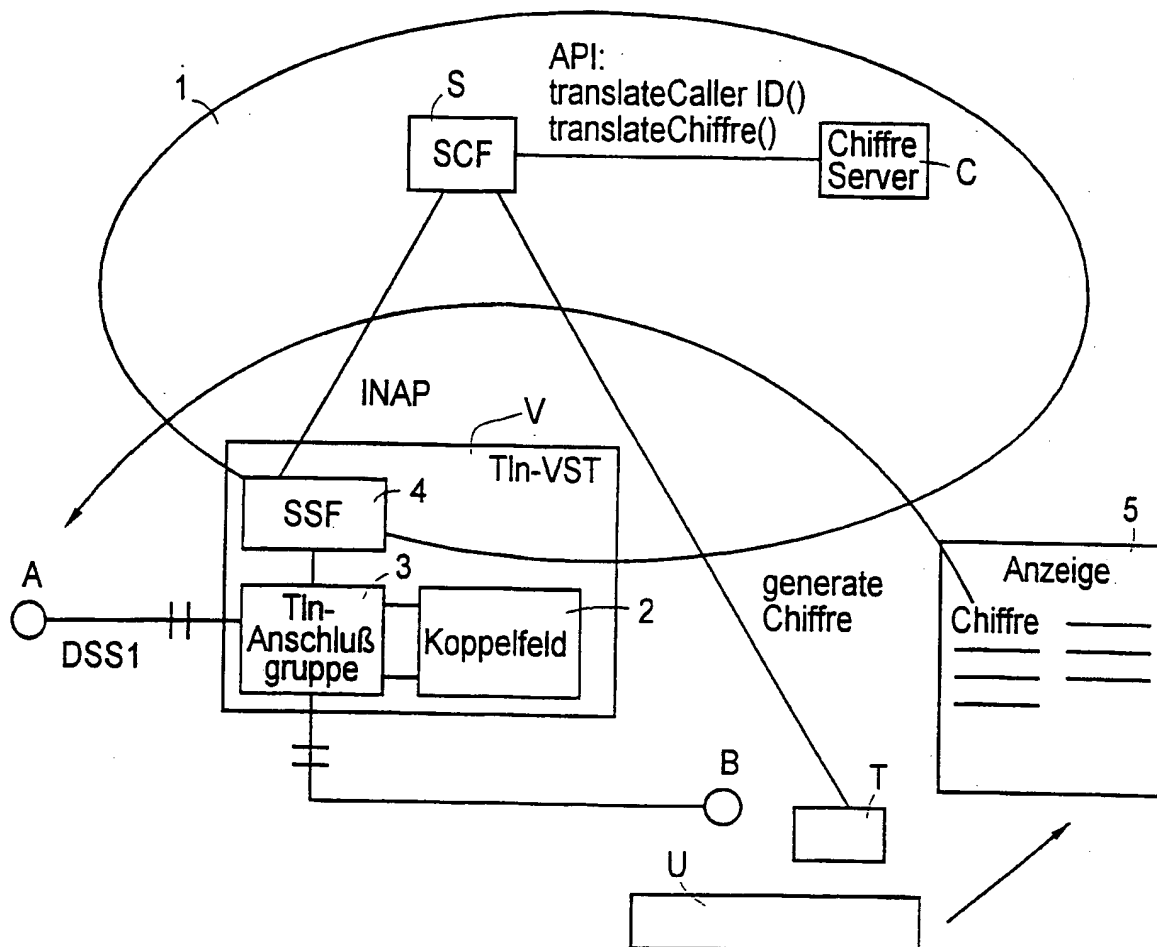 API:
translateCaller ID()
translateChiffre()
1
S
SCF
Chiffre
Server
C
INAP
V
Tln-VST
SSF
4
5
Anzeige
Chiffre
A
DSS1
3
Tln-
Anschluß
gruppe
2
Koppelfeld
generate
Chiffre
B
T
U